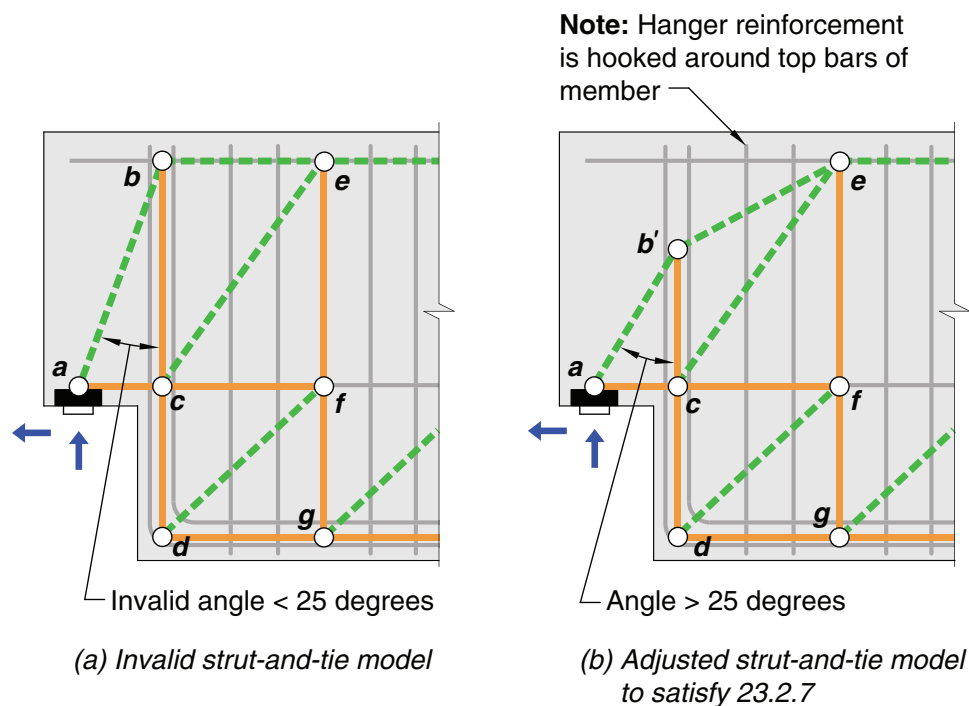 Note: Hanger reinforcement
is hooked around top bars of
member
b
e
a
c
f
d
g
Invalid angle < 25 degrees
(a) Invalid strut-and-tie model
e
b'
a
c
f
d
g
Angle > 25 degrees
(b) Adjusted strut-and-tie model
to satisfy 23.2.7